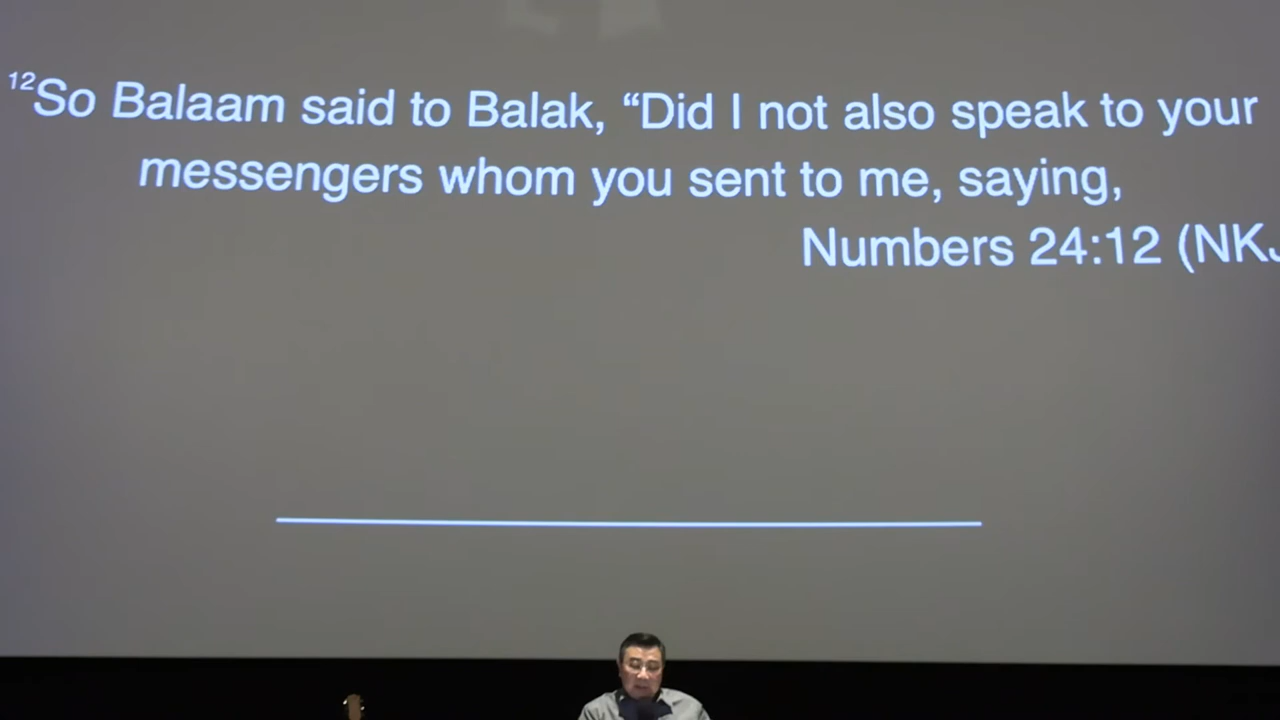 12So Balaam said to Balak, “Did I not also speak to your
messengers whom you sent to me, saying,
Numbers 24:12 (NKJ